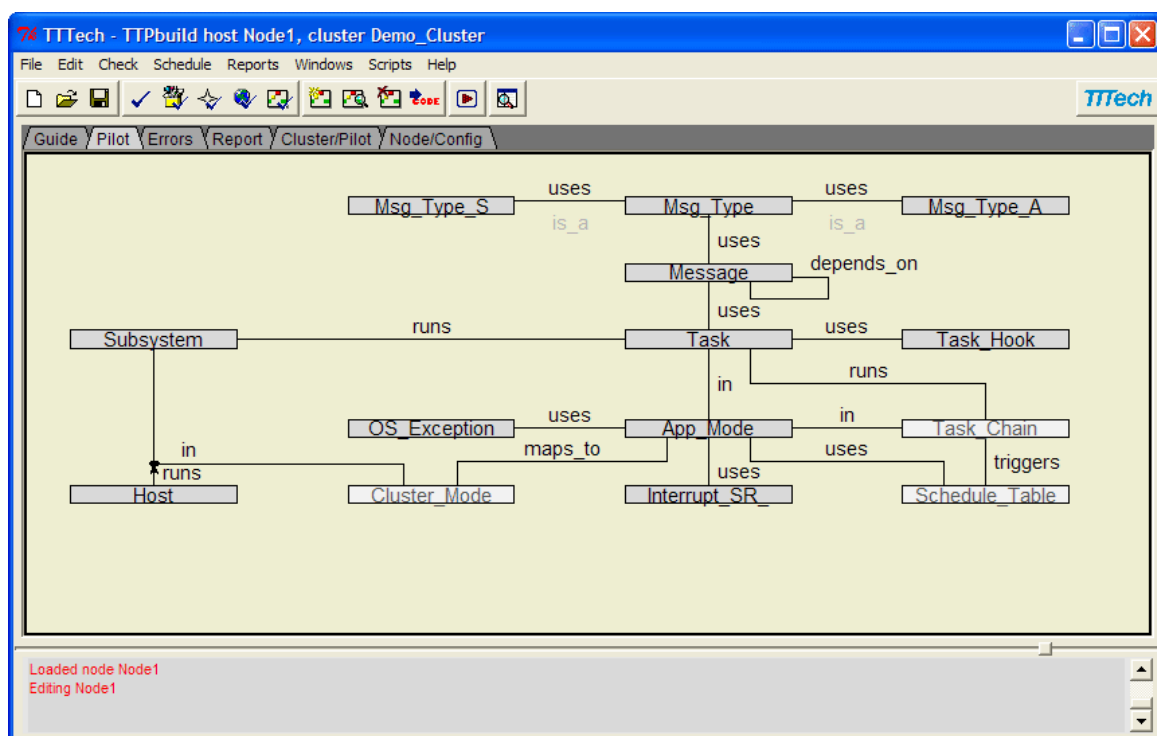 TTTech - TTPbuild host Node1, cluster Demo_Cluster
File Edit Check Schedule Reports Windows Scripts Help
CODE
TTTech
Guide Pilot Errors Report Cluster/Pilot Node/Config
uses uses
Msg_Type_S Msg_Type Msg_Type_A
is_a is_a
uses
Message depends_on
uses
runs uses
Subsystem Task Task_Hook
in runs
uses in
OS_Exception App_Mode Task_Chain
in maps_to uses
runs uses triggers
Host Cluster_Mode Interrupt_SR_ Schedule_Table
Loaded node Node1
Editing Node1